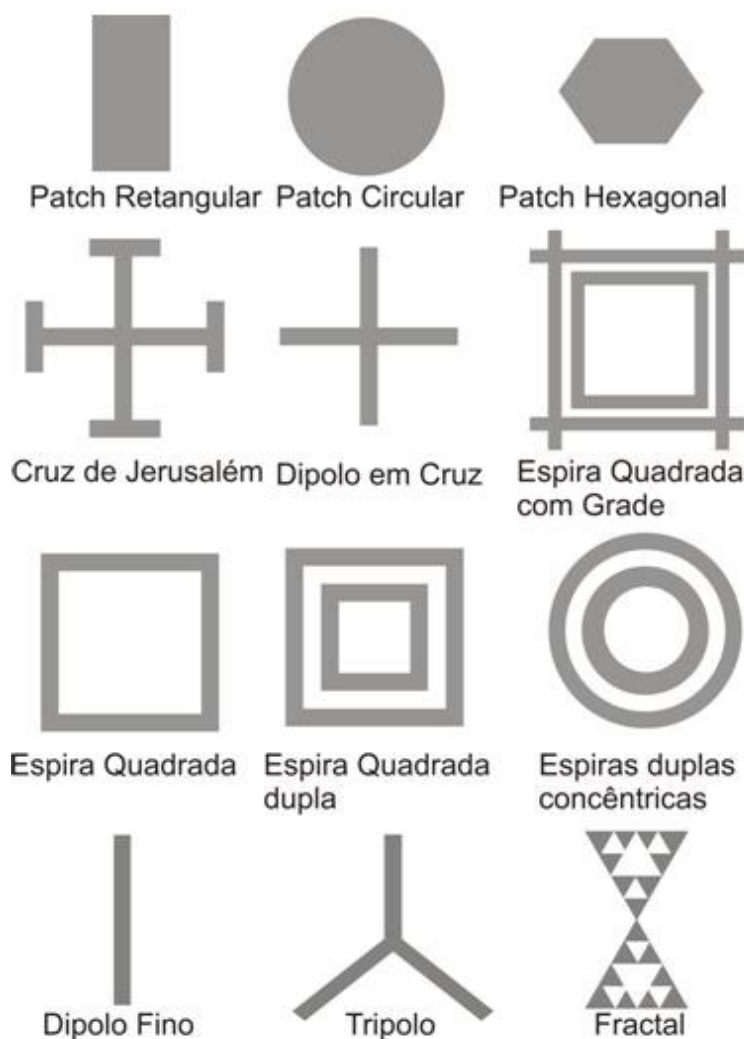 Patch Retangular
Patch Circular
Patch Hexagonal
Cruz de Jerusalém
Dipolo em Cruz
Espira Quadrada
com Grade
Espira Quadrada
Espira Quadrada
dupla
Espiras duplas
concêntricas
Dipolo Fino
Tripolo
Fractal